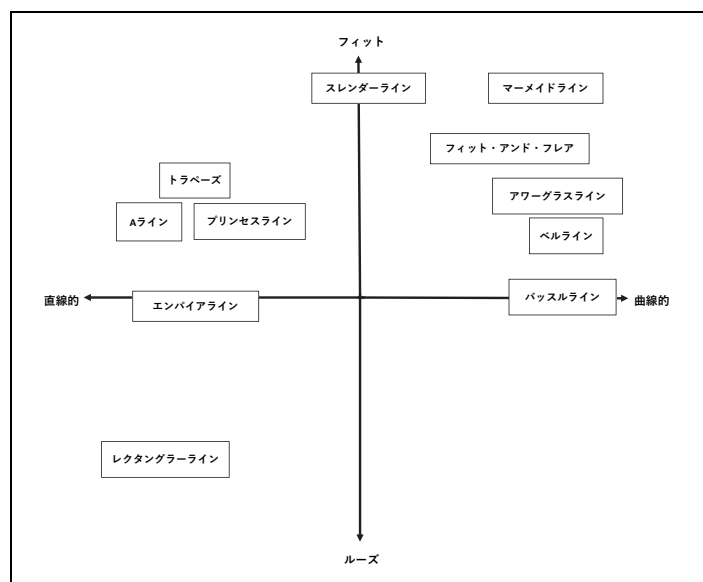 フィット
スレンダーライン
マーメイドライン
フィット・アンド・フレア
トラペーズ
アワーグラスライン
Aライン
プリンセスライン
ベルライン
直線的
エンパイアライン
バッスルライン
曲線的
レクタングラーライン
ルーズ